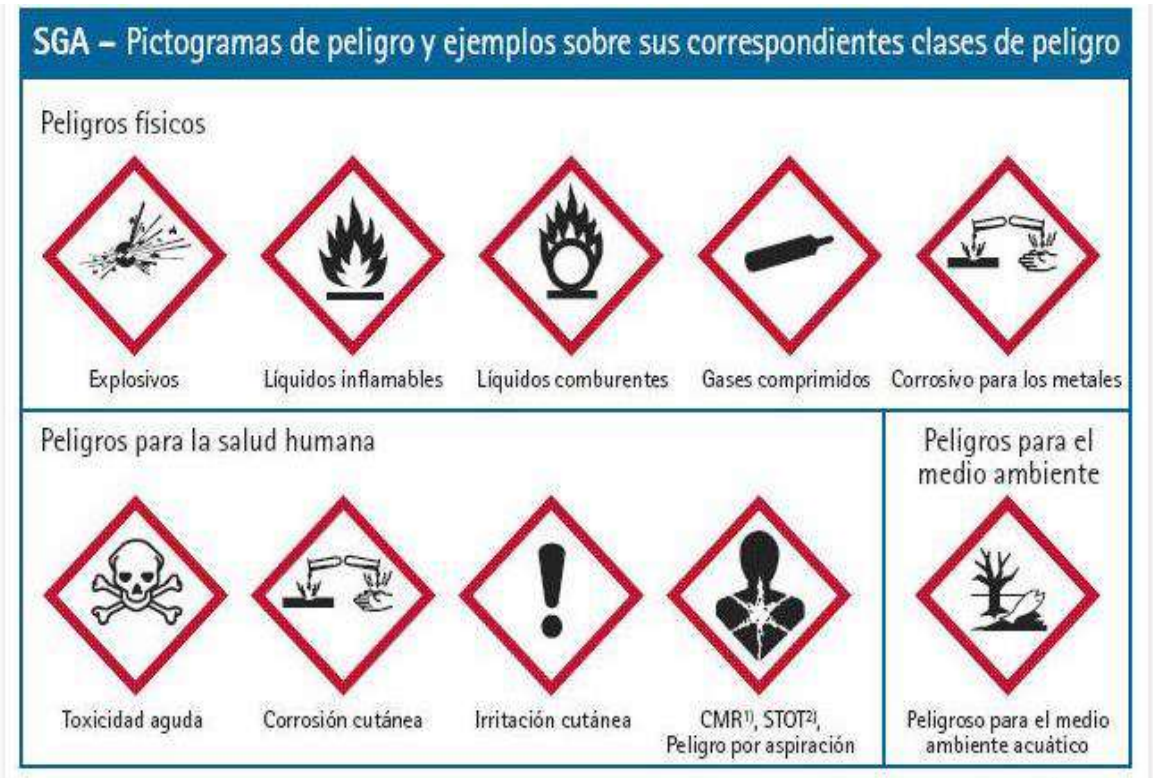 SGA – Pictogramas de peligro y ejemplos sobre sus correspondientes clases de peligro
Peligros físicos
Explosivos
Líquidos inflamables
Líquidos comburentes
Gases comprimidos
Corrosivo para los metales
Peligros para la salud humana
Toxicidad aguda
Corrosión cutánea
Irritación cutánea
CMR¹⁾, STOT²⁾,
Peligro por aspiración
Peligros para el
medio ambiente
Peligroso para el medio
ambiente acuático